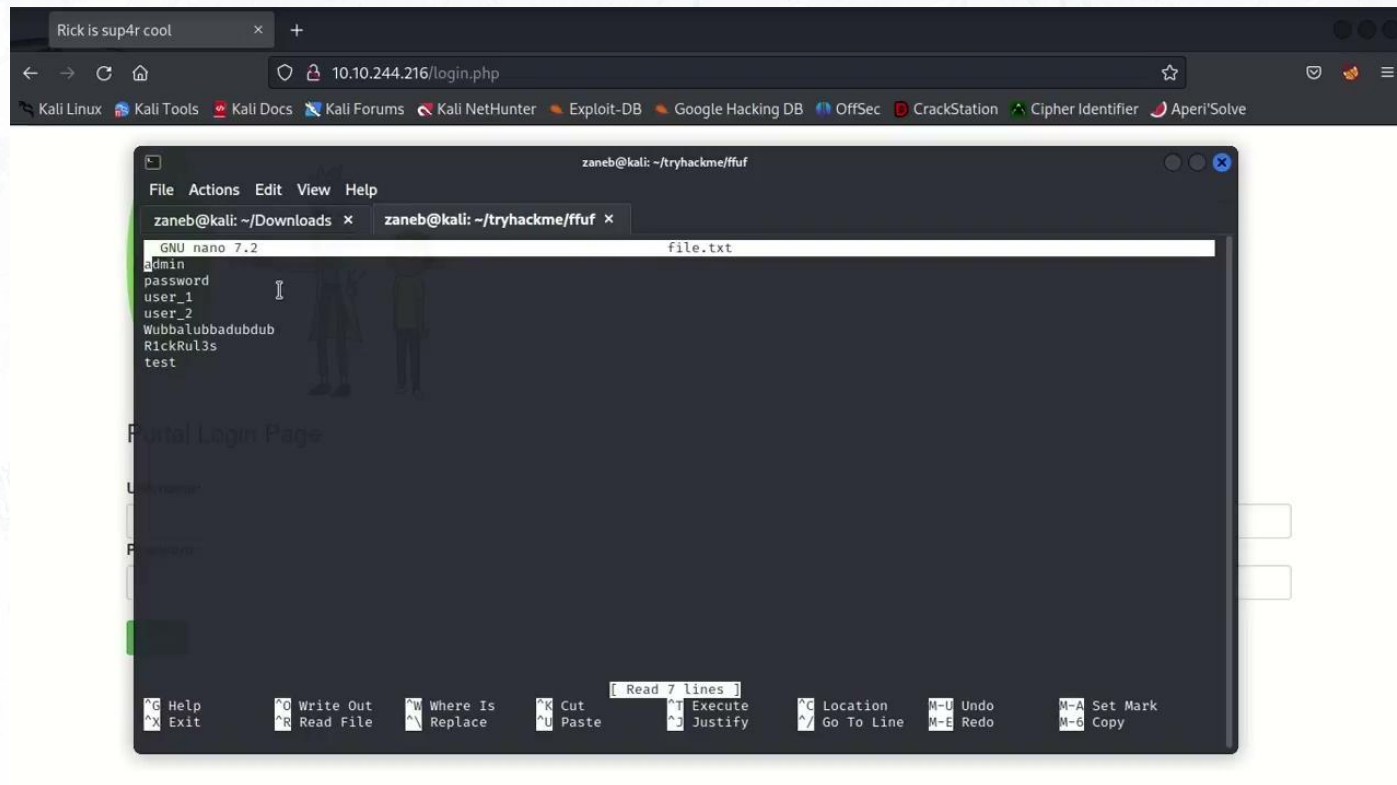 Rick is sup4r cool
10.10.244.216/login.php
Kali Linux Kali Tools Kali Docs Kali Forums Kali NetHunter Exploit-DB Google Hacking DB OffSec CrackStation Cipher Identifier Aperi'Solve
zaneb@kali: ~/tryhackme/ffuf
File Actions Edit View Help
zaneb@kali: ~/Downloads zaneb@kali: ~/tryhackme/ffuf
GNU nano 7.2 file.txt
admin
password
user_1
user_2
Wubbalubbadubdub
R1ckRul3s
test
Portal Login Page
Username
Password
[ Read 7 lines ]
^G Help ^O Write Out ^W Where Is ^K Cut ^T Execute ^C Location M-U Undo M-A Set Mark
^X Exit ^R Read File ^\ Replace ^U Paste ^J Justify ^/ Go To Line M-E Redo M-6 Copy